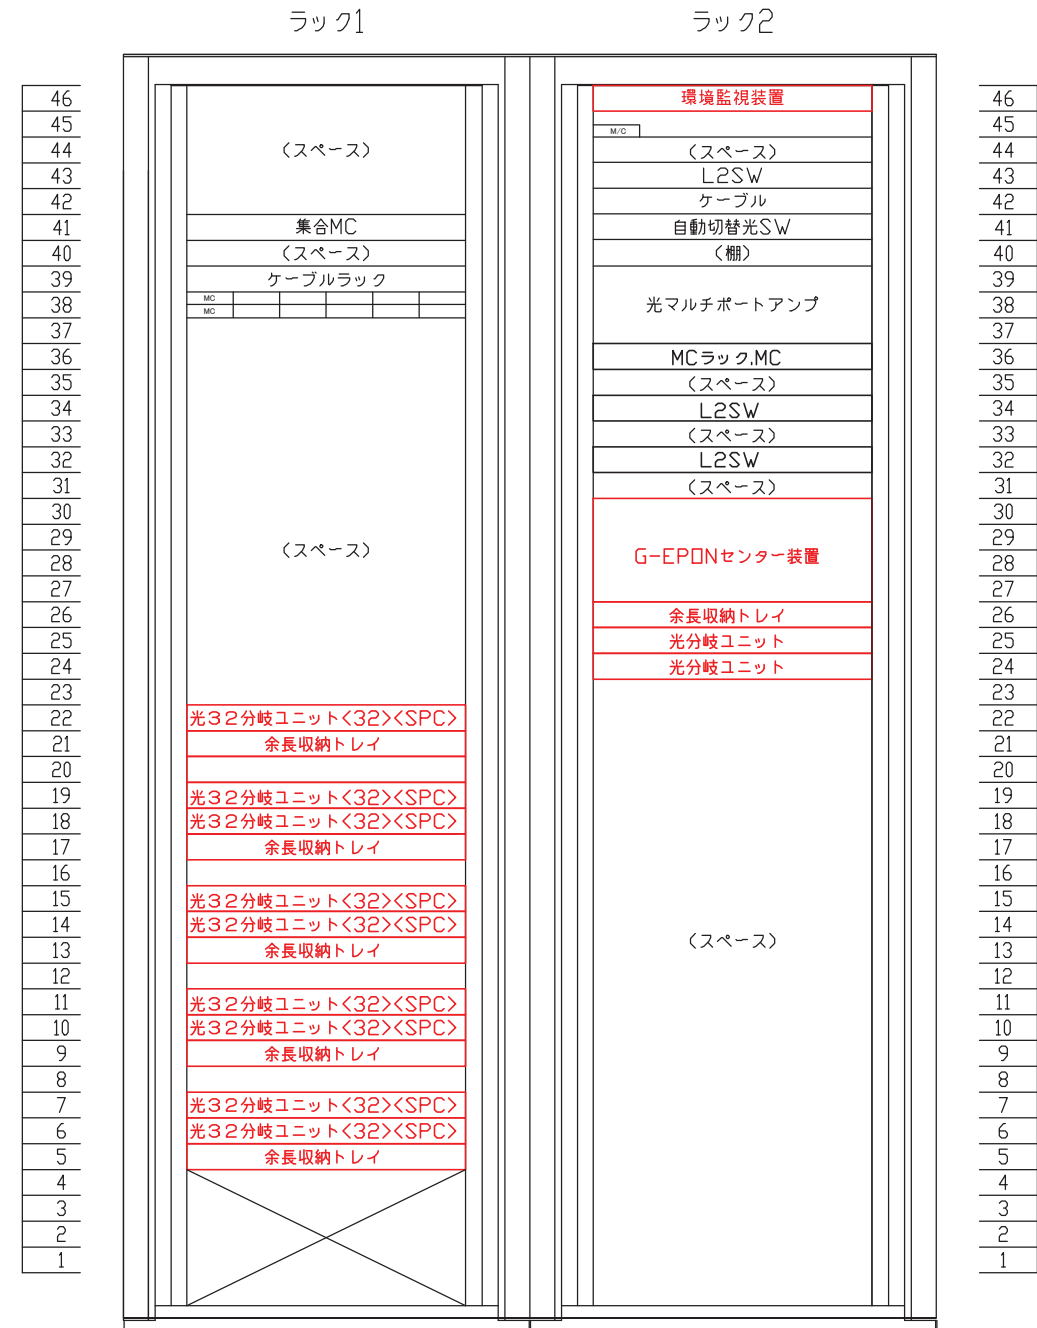 ラック1
ラック2
46
45
44
43
42
41
40
39
38
37
36
35
34
33
32
31
30
29
28
27
26
25
24
23
22
21
20
19
18
17
16
15
14
13
12
11
10
9
8
7
6
5
4
3
2
1
(スペース)
集合MC
(スペース)
ケーブルラック
MC
MC
(スペース)
光32分岐ユニット<32><SPC>
余長収納トレイ
光32分岐ユニット<32><SPC>
光32分岐ユニット<32><SPC>
余長収納トレイ
光32分岐ユニット<32><SPC>
光32分岐ユニット<32><SPC>
余長収納トレイ
光32分岐ユニット<32><SPC>
光32分岐ユニット<32><SPC>
余長収納トレイ
光32分岐ユニット<32><SPC>
光32分岐ユニット<32><SPC>
余長収納トレイ
環境監視装置
M/C
(スペース)
L2SW
ケーブル
自動切替光SW
(棚)
光マルチポートアンプ
MCラック.MC
(スペース)
L2SW
(スペース)
L2SW
(スペース)
G-EPONセンター装置
余長収納トレイ
光分岐ユニット
光分岐ユニット
(スペース)
46
45
44
43
42
41
40
39
38
37
36
35
34
33
32
31
30
29
28
27
26
25
24
23
22
21
20
19
18
17
16
15
14
13
12
11
10
9
8
7
6
5
4
3
2
1